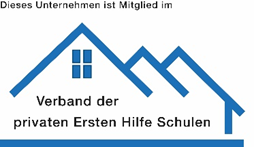 Dieses Unternehmen ist Mitglied im
Verband der
privaten Ersten Hilfe Schulen